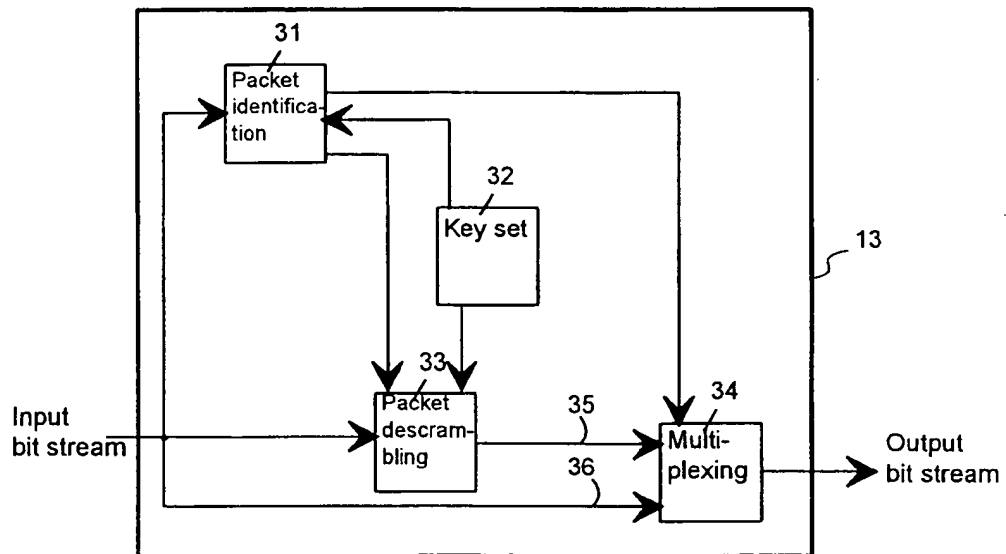 31
Packet
identifica-
tion
32
Key set
13
33
Packet
descram-
bling
35
36
34
Multi-
plexing
Input
bit stream
Output
bit stream